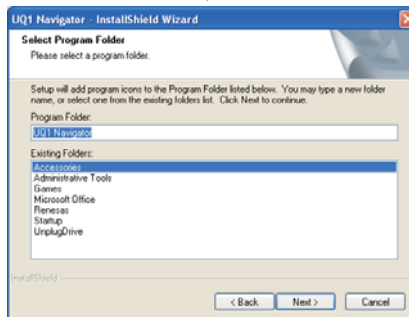 UQ1 Navigator - InstallShield Wizard
Select Program Folder
Please select a program folder.
Setup will add program icons to the Program Folder listed below. You may type a new folder
name, or select one from the existing folders list. Click Next to continue.
Program Folder:
UQ1 Navigator
Existing Folders:
Accessories
Administrative Tools
Games
Microsoft Office
Renesas
Startup
UnplugDrive
InstallShield
< Back Next > Cancel